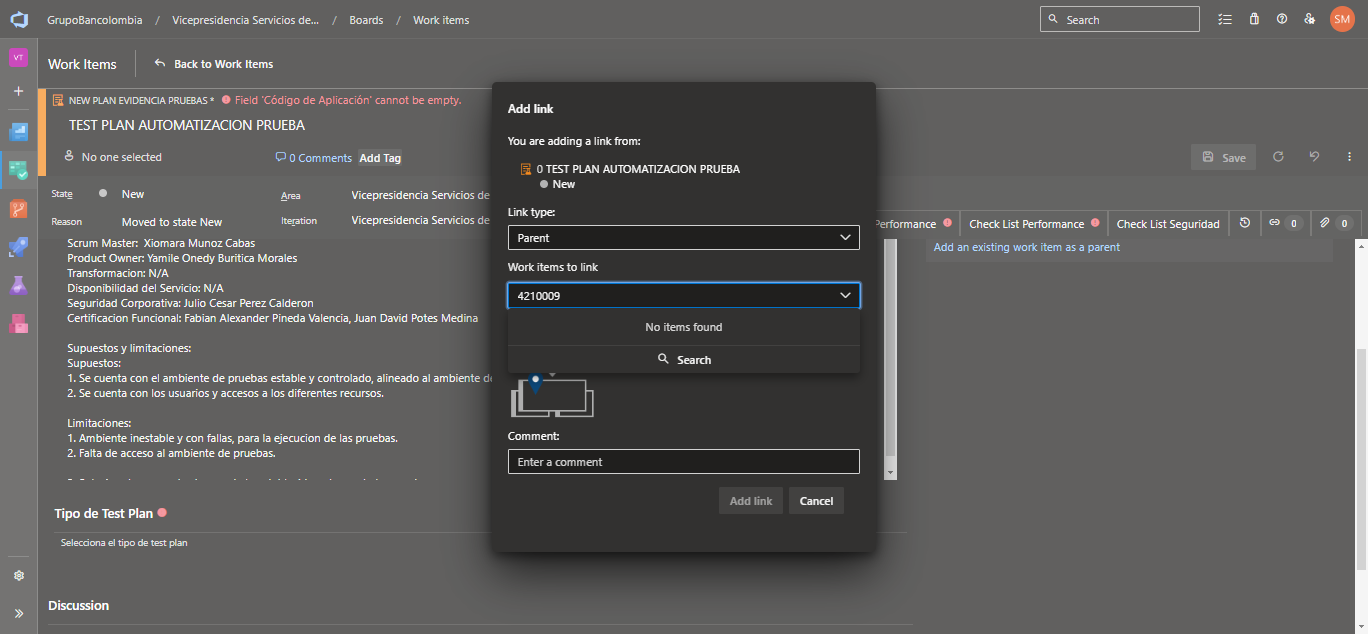 GrupoBancolombia / Vicepresidencia Servicios de... / Boards / Work items
Search
SM
VT
Work Items
Back to Work Items
NEW PLAN EVIDENCIA PRUEBAS * Field 'Código de Aplicación' cannot be empty.
TEST PLAN AUTOMATIZACION PRUEBA
No one selected
0 Comments
Add Tag
Save
State
New
Area
Vicepresidencia Servicios de
Reason
Moved to state New
Iteration
Vicepresidencia Servicios de
Performance
Check List Performance
Check List Seguridad
0
0
Scrum Master: Xiomara Munoz Cabas
Product Owner: Yamile Onedy Buritica Morales
Transformacion: N/A
Disponibilidad del Servicio: N/A
Seguridad Corporativa: Julio Cesar Perez Calderon
Certificacion Funcional: Fabian Alexander Pineda Valencia, Juan David Potes Medina
Supuestos y limitaciones:
Supuestos:
1. Se cuenta con el ambiente de pruebas estable y controlado, alineado al ambiente de
2. Se cuenta con los usuarios y accesos a los diferentes recursos.
Limitaciones:
1. Ambiente inestable y con fallas, para la ejecucion de las pruebas.
2. Falta de acceso al ambiente de pruebas.
Tipo de Test Plan
Selecciona el tipo de test plan
Discussion
Add an existing work item as a parent
Add link
You are adding a link from:
0 TEST PLAN AUTOMATIZACION PRUEBA
New
Link type:
Parent
Work items to link
4210009
No items found
Search
Comment:
Enter a comment
Add link
Cancel